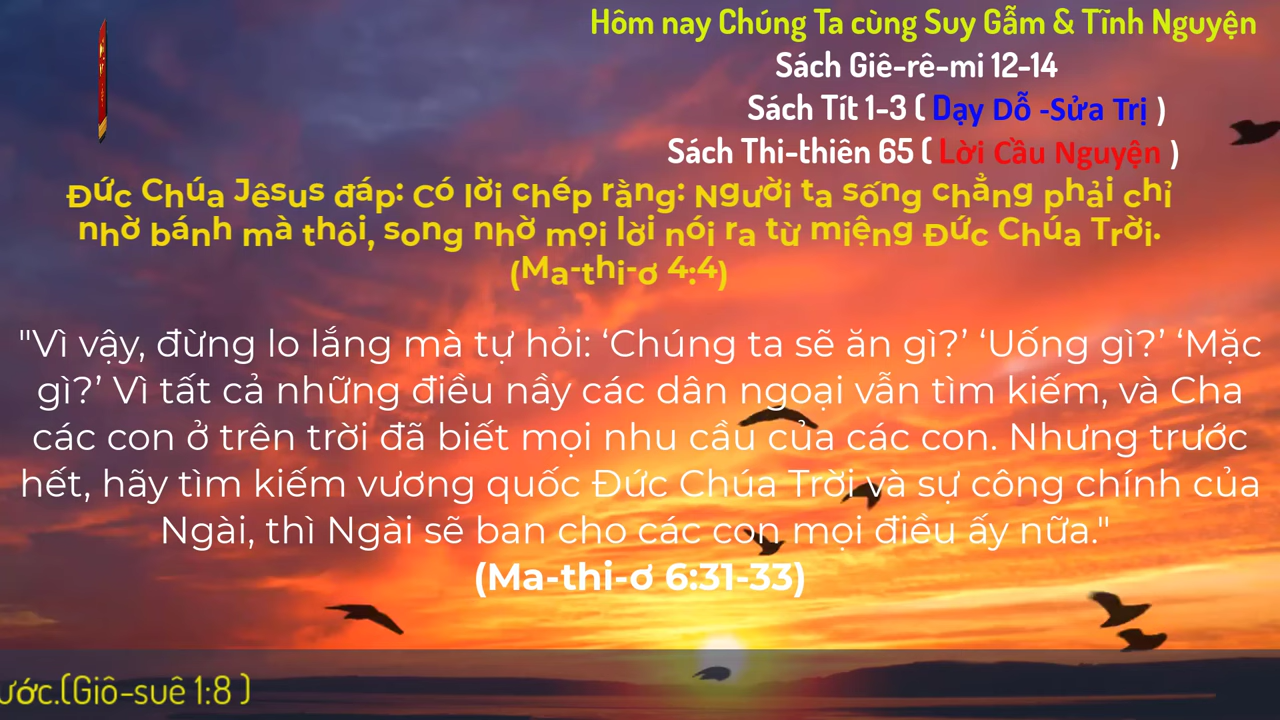 Hôm nay Chúng Ta cùng Suy Gẫm & Tĩnh Nguyện
Sách Giê-rê-mi 12-14
Sách Tít 1-3 ( Dạy Dỗ -Sửa Trị )
Sách Thi-thiên 65 ( Lời Cầu Nguyện )
Đức Chúa Jêsus đáp: Có lời chép rằng: Người ta sống chẳng phải chỉ
nhờ bánh mà thôi, song nhờ mọi lời nói ra từ miệng Đức Chúa Trời.
(Ma-thi-ơ 4:4)
"Vì vậy, đừng lo lắng mà tự hỏi: ‘Chúng ta sẽ ăn gì?’ ‘Uống gì?’ ‘Mặc
gì?’ Vì tất cả những điều nầy các dân ngoại vẫn tìm kiếm, và Cha
các con ở trên trời đã biết mọi nhu cầu của các con. Nhưng trước
hết, hãy tìm kiếm vương quốc Đức Chúa Trời và sự công chính của
Ngài, thì Ngài sẽ ban cho các con mọi điều ấy nữa."
(Ma-thi-ơ 6:31-33)
ước.(Giô-suê 1:8 )